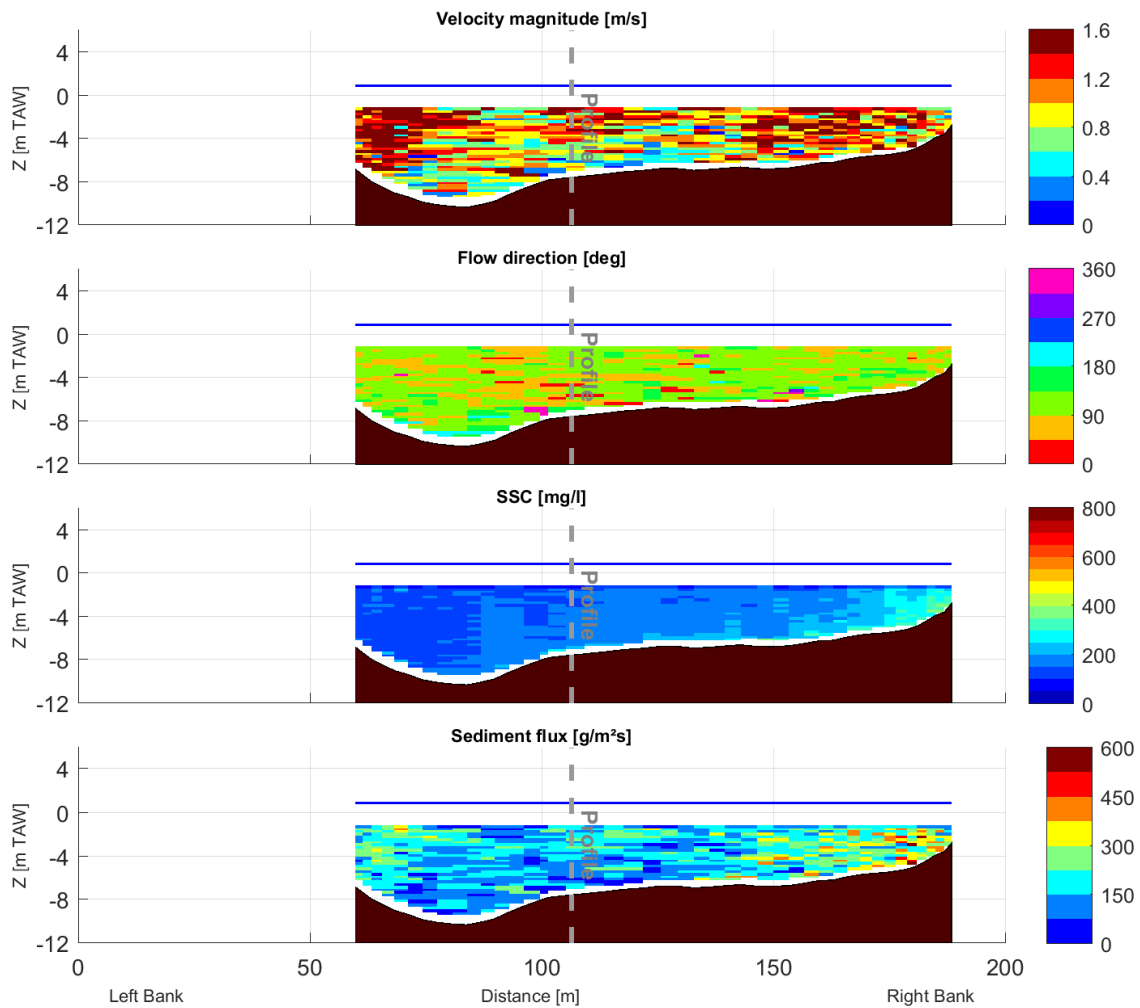 Velocity magnitude [m/s]
4
0
-4
-8
-12
Z [m TAW]
Profile
1.6
1.2
0.8
0.4
0
Flow direction [deg]
4
0
-4
-8
-12
Z [m TAW]
Profile
360
270
180
90
0
SSC [mg/l]
4
0
-4
-8
-12
Z [m TAW]
Profile
800
600
400
200
0
Sediment flux [g/m²s]
4
0
-4
-8
-12
Z [m TAW]
Profile
600
450
300
150
0
0 50 100 150 200
Left Bank Distance [m] Right Bank